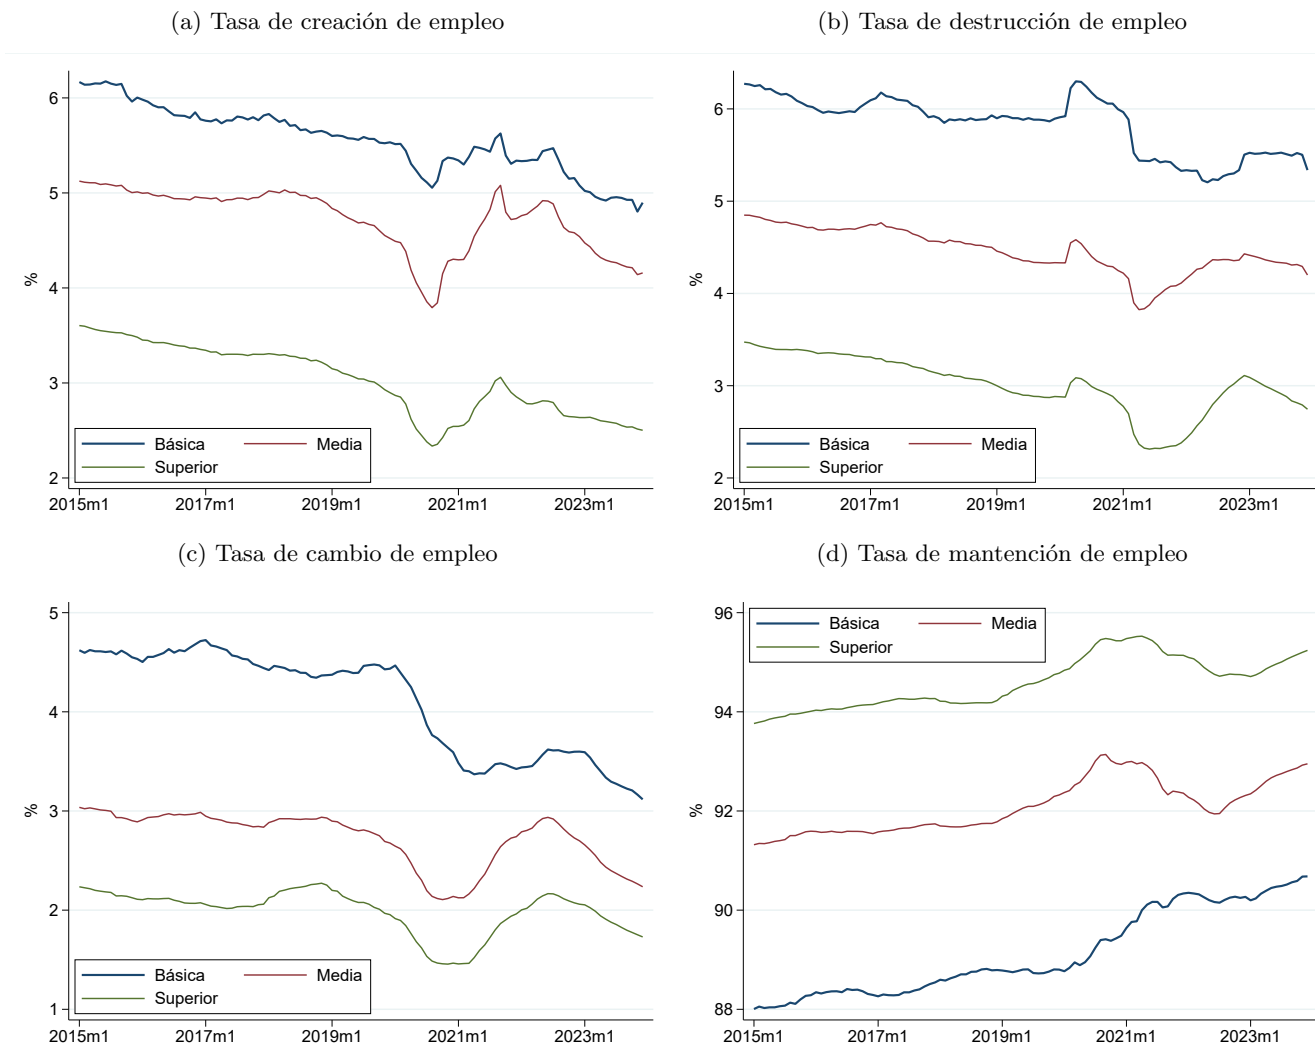 (a) Tasa de creación de empleo
6
5
4
3
2
%
Básica
Media
Superior
2015m1 2017m1 2019m1 2021m1 2023m1
(b) Tasa de destrucción de empleo
6
5
4
3
2
%
Básica
Media
Superior
2015m1 2017m1 2019m1 2021m1 2023m1
(c) Tasa de cambio de empleo
5
4
3
2
1
%
Básica
Media
Superior
2015m1 2017m1 2019m1 2021m1 2023m1
(d) Tasa de mantención de empleo
96
94
92
90
88
%
Básica
Media
Superior
2015m1 2017m1 2019m1 2021m1 2023m1